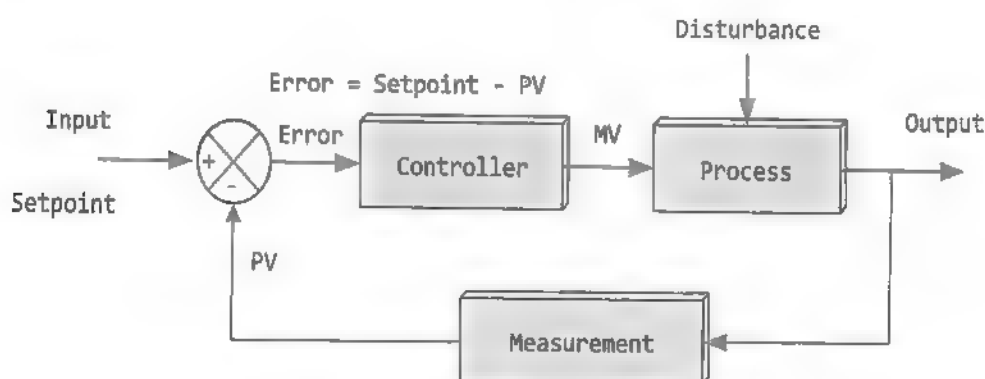 Disturbance
Error = Setpoint - PV
Input
Error
MV
Output
+
Controller
Process
-
Setpoint
PV
Measurement